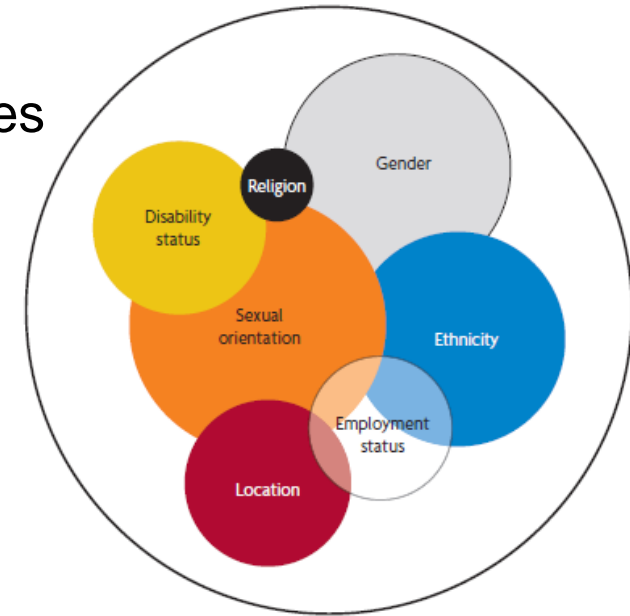 es
Gender
Religion
Disability
status
Sexual
orientation
Ethnicity
Employment
status
Location